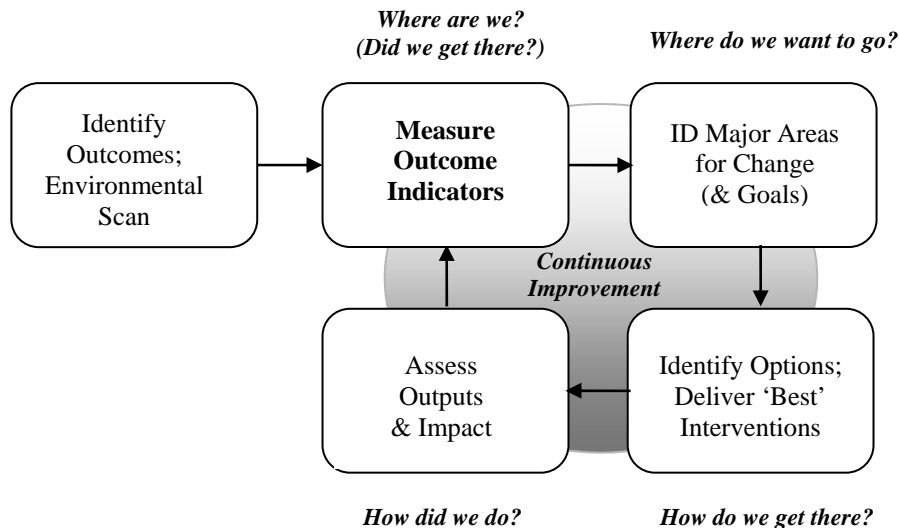 Where are we?
(Did we get there?)
Where do we want to go?
Identify
Outcomes;
Environmental
Scan
Measure
Outcome
Indicators
ID Major Areas
for Change
(& Goals)
Continuous
Improvement
Assess
Outputs
& Impact
Identify Options;
Deliver ‘Best’
Interventions
How did we do?
How do we get there?